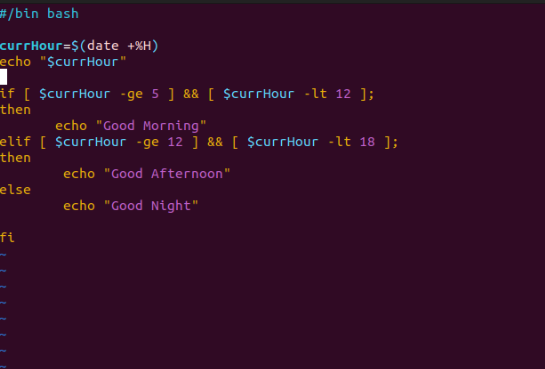 #/bin bash
currHour=$(date +%H)
echo "$currHour"
if [ $currHour -ge 5 ] && [ $currHour -lt 12 ];
then
echo "Good Morning"
elif [ $currHour -ge 12 ] && [ $currHour -lt 18 ];
then
echo "Good Afternoon"
else
echo "Good Night"
fi
~
~
~
~
~
~
~
~